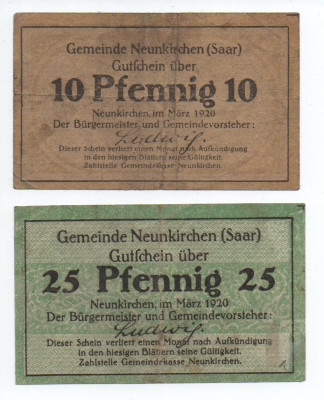 Gemeinde Neunkirchen (Saar)
Gutschein über
10 Pfennig 10
Neunkirchen, im März 1920
Der Bürgermeister und Gemeindevorsteher:
Ludwig.
Dieser Schein verliert einen Monat nach Aufkündigung
in den hiesigen Blättern seine Gültigkeit.
Zahlstelle Gemeindekasse Neunkirchen.
Gemeinde Neunkirchen (Saar)
Gutschein über
25 Pfennig 25
Neunkirchen, im März 1920
Der Bürgermeister und Gemeindevorsteher:
Ludwig.
Dieser Schein verliert einen Monat nach Aufkündigung
in den hiesigen Blättern seine Gültigkeit.
Zahlstelle Gemeindekasse Neunkirchen.